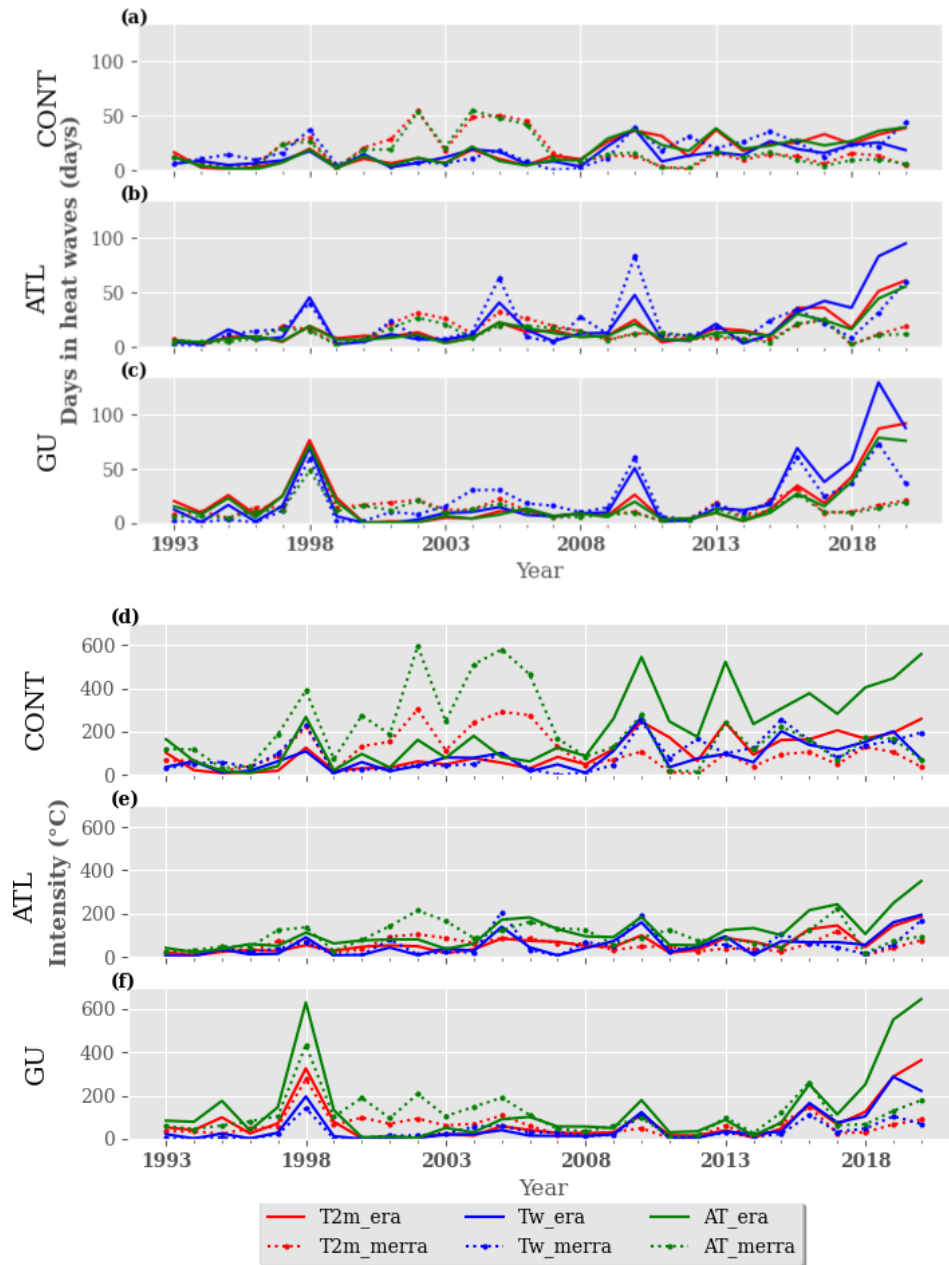 (a)
100
50
0
CONT
(b)
100
50
0
ATL
Days in heat waves (days)
(c)
100
50
0
GU
1993 1998 2003 2008 2013 2018
Year
(d)
600
400
200
0
CONT
(e)
600
400
200
0
ATL
Intensity (°C)
(f)
600
400
200
0
GU
1993 1998 2003 2008 2013 2018
Year
T2m_era Tw_era AT_era
T2m_merra Tw_merra AT_merra